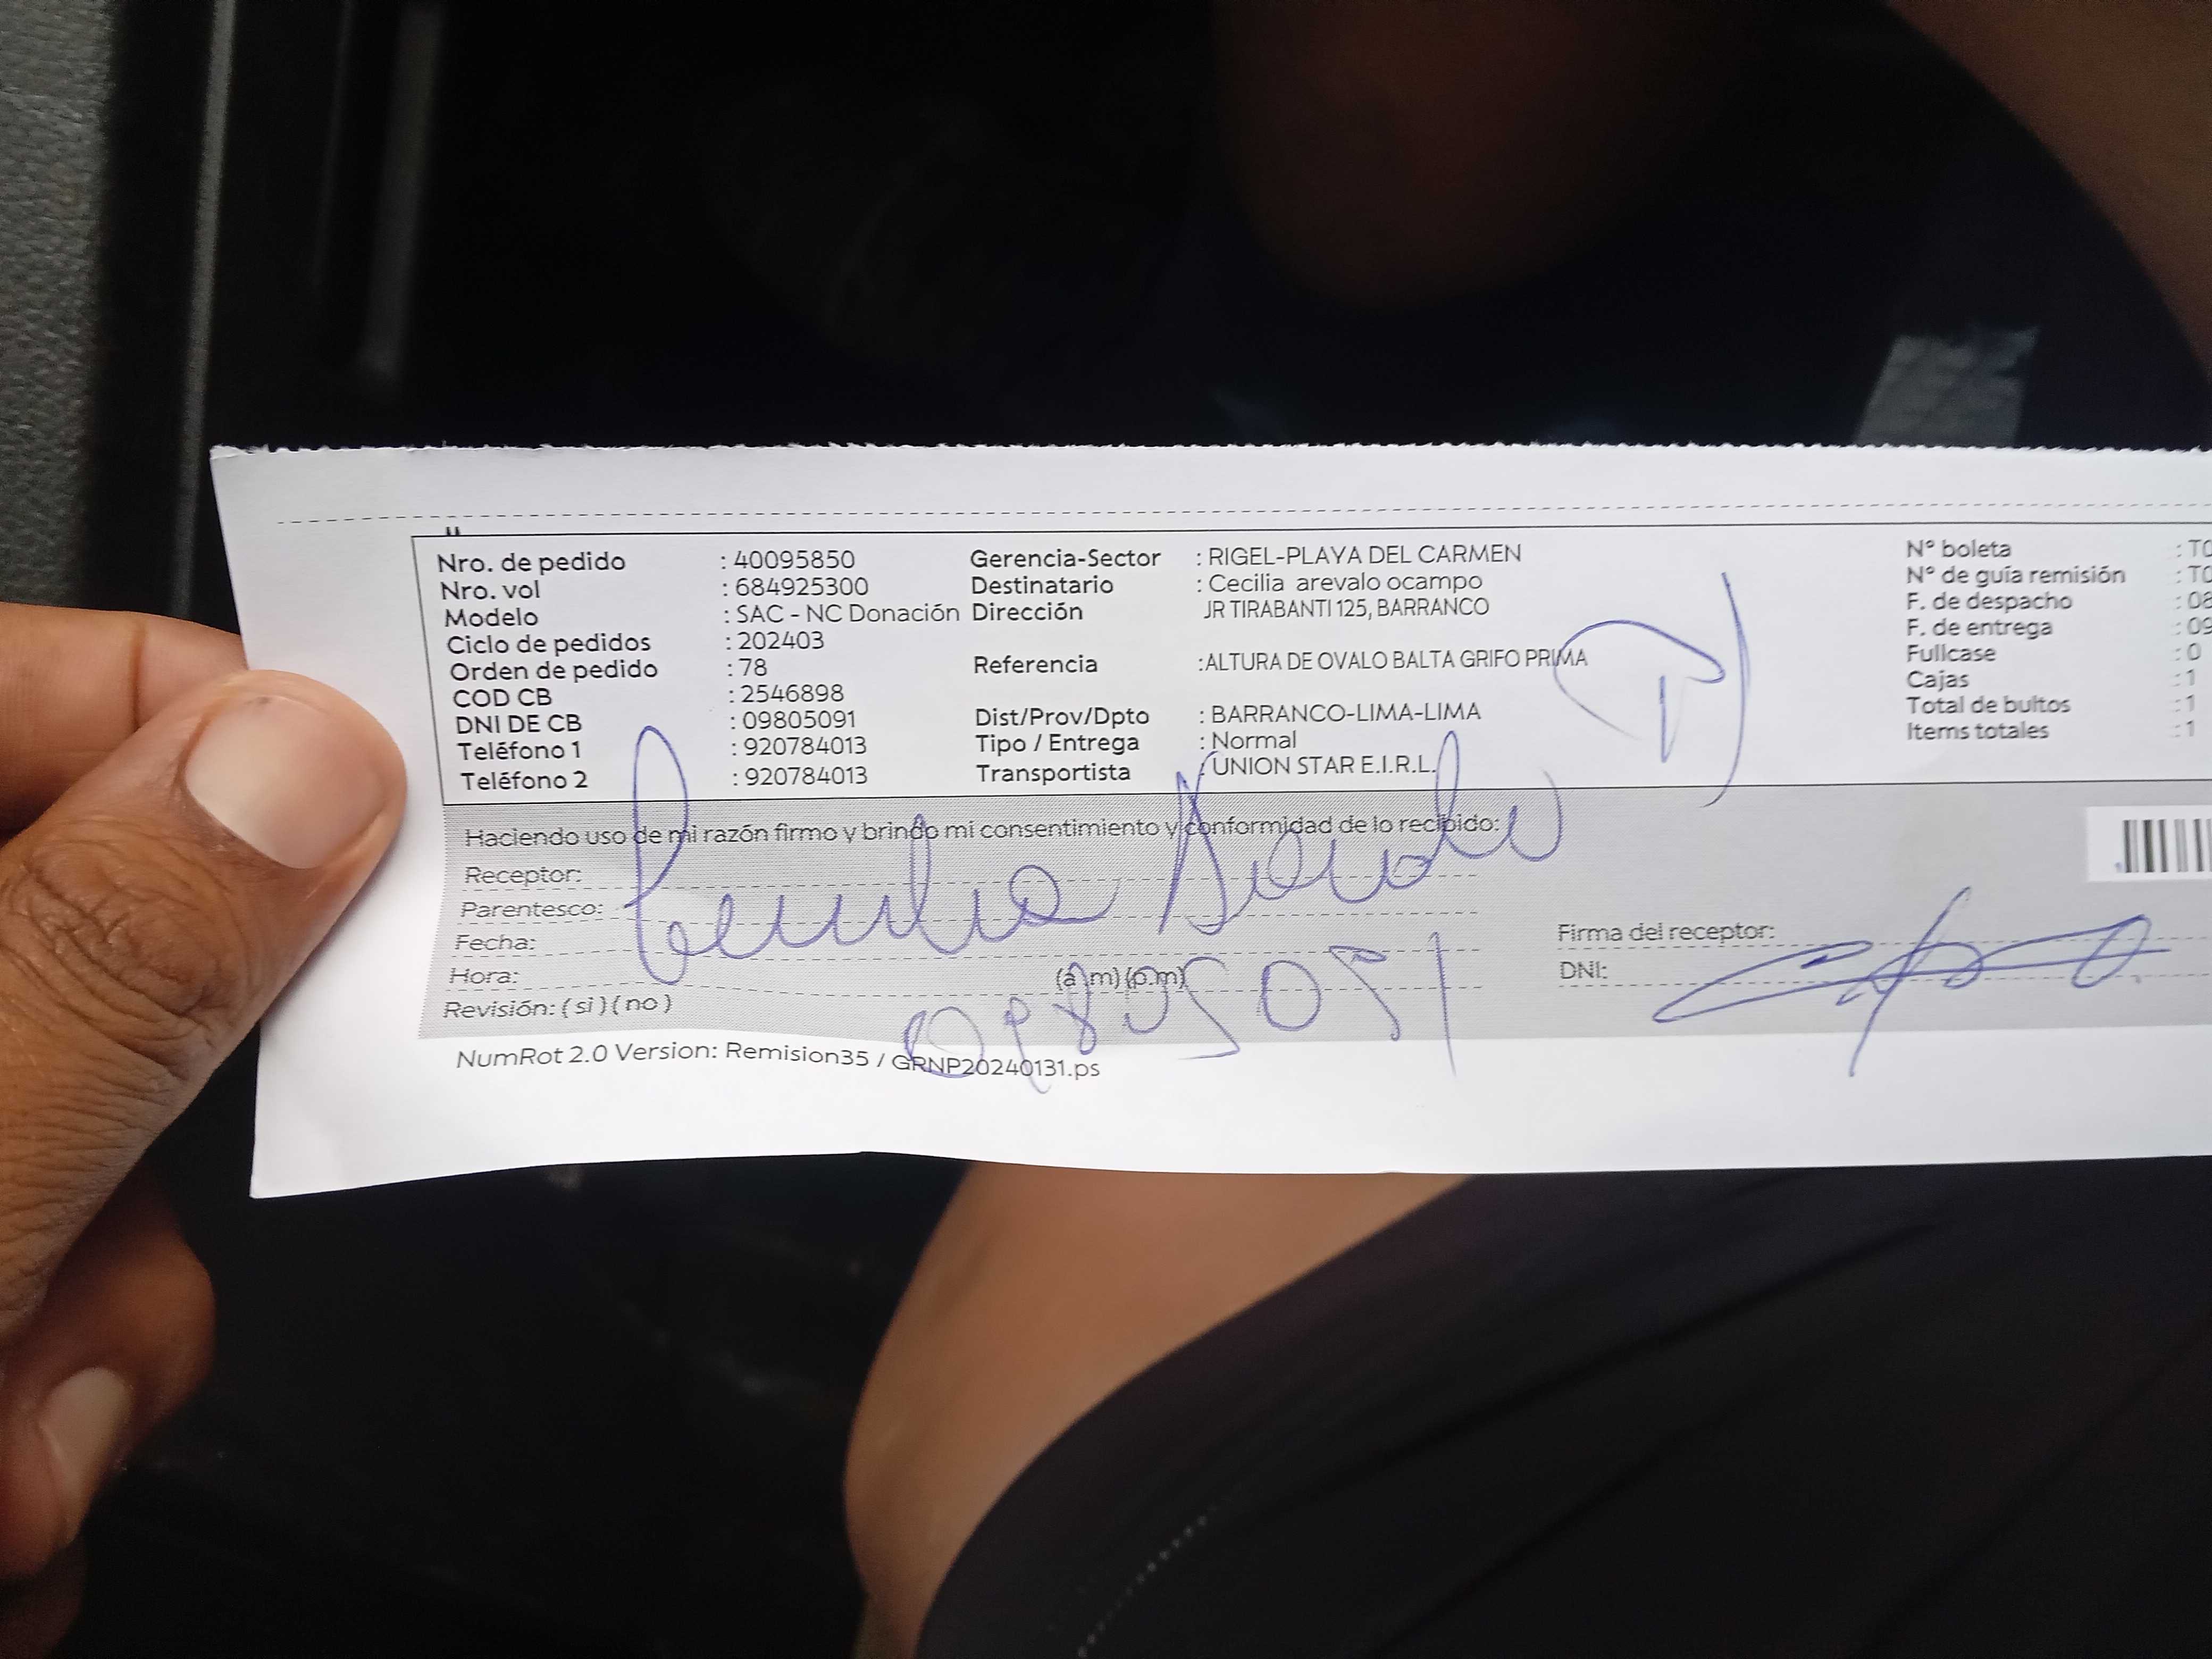 Nro. de pedido : 40095850 Gerencia-Sector : RIGEL-PLAYA DEL CARMEN N° boleta : T0
Nro. vol : 684925300 Destinatario : Cecilia arevalo ocampo N° de guía remisión : T0
Modelo : SAC - NC Donación Dirección JR TIRABANTI 125, BARRANCO F. de despacho : 08
Ciclo de pedidos : 202403 F. de entrega : 09
Orden de pedido : 78 Referencia :ALTURA DE OVALO BALTA GRIFO PRIMA Fullcase : 0
COD CB : 2546898 Cajas : 1
DNI DE CB : 09805091 Dist/Prov/Dpto : BARRANCO-LIMA-LIMA Total de bultos : 1
Teléfono 1 : 920784013 Tipo / Entrega : Normal Items totales : 1
Teléfono 2 : 920784013 Transportista : UNION STAR E.I.R.L.
Haciendo uso de mi razón firmo y brindo mi consentimiento y conformidad de lo recibido:
Receptor:
Cecilia Arevalo
Parentesco:
Fecha: Firma del receptor:
Hora: (a.m) (p.m) DNI:
09805091
Revisión: ( si ) ( no )
NumRot 2.0 Version: Remision35 / GRNP20240131.ps